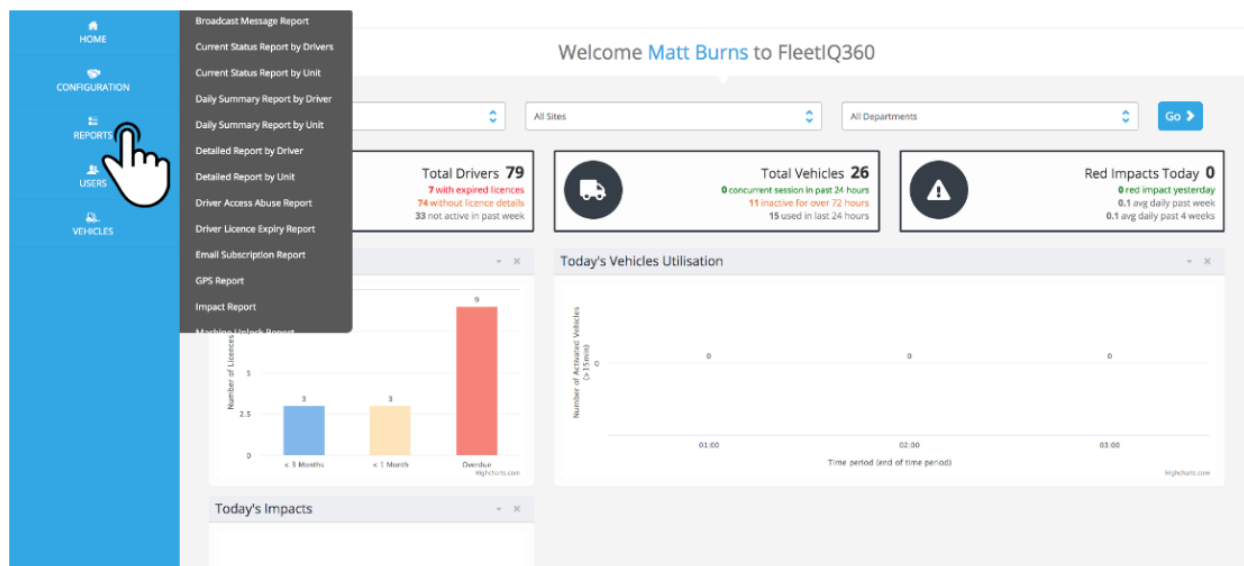 HOME
CONFIGURATION
REPORTS
USERS
VEHICLES
Broadcast Message Report
Current Status Report by Drivers
Current Status Report by Unit
Daily Summary Report by Driver
Daily Summary Report by Unit
Detailed Report by Driver
Detailed Report by Unit
Driver Access Abuse Report
Driver Licence Expiry Report
Email Subscription Report
GPS Report
Impact Report
Machine Unlock Report
Welcome Matt Burns to FleetIQ360
All Sites
All Departments
Go
Total Drivers 79
7 with expired licences
74 without licence details
33 not active in past week
Total Vehicles 26
0 concurrent session in past 24 hours
11 inactive for over 72 hours
15 used in last 24 hours
Red Impacts Today 0
0 red impact yesterday
0.1 avg daily past week
0.1 avg daily past 4 weeks
Number of Licences
5
2.5
0
3
3
9
< 3 Months
< 1 Month
Overdue
Highcharts.com
Today's Vehicles Utilisation
Number of Activated Vehicles
(>15min)
0
0
0
0
01:00
02:00
03:00
Time period (end of time period)
Highcharts.com
Today's Impacts